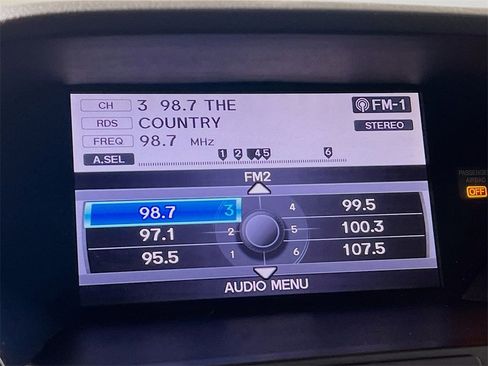 CH 3 98.7 THE FM-1
RDS COUNTRY STEREO
FREQ 98.7 MHz
A.SEL 1 2 4 5 6
FM2
98.7 3 4 99.5
97.1 2 5 100.3
95.5 1 6 107.5
AUDIO MENU
PASSENGER
AIRBAG
OFF